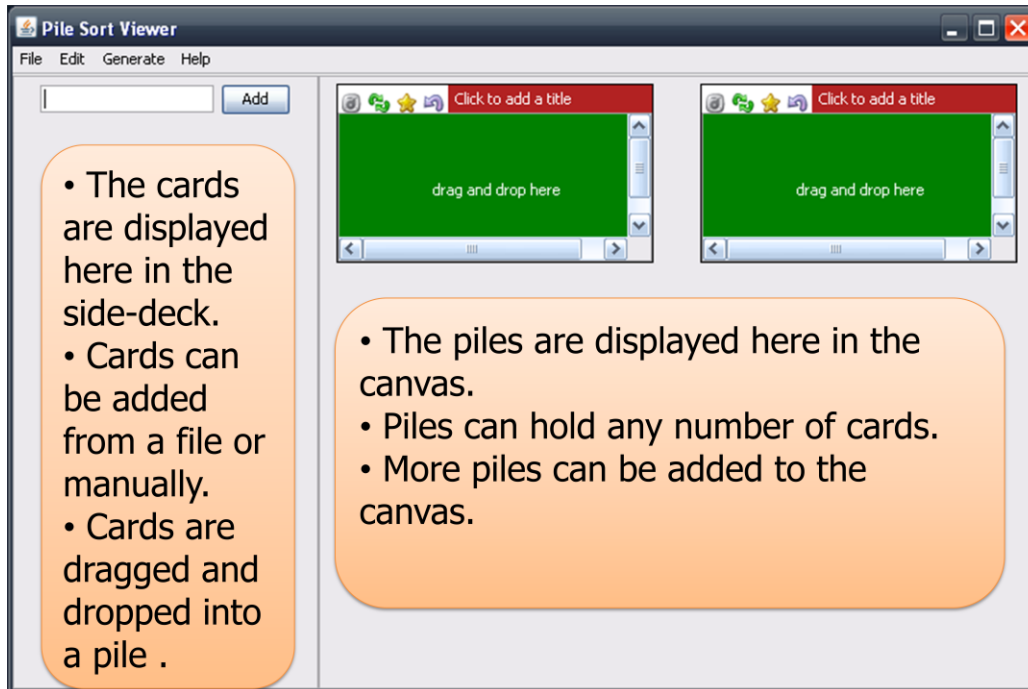 Pile Sort Viewer
File Edit Generate Help
Add
• The cards
are displayed
here in the
side-deck.
• Cards can
be added
from a file or
manually.
• Cards are
dragged and
dropped into
a pile .
Click to add a title
drag and drop here
Click to add a title
drag and drop here
• The piles are displayed here in the
canvas.
• Piles can hold any number of cards.
• More piles can be added to the
canvas.